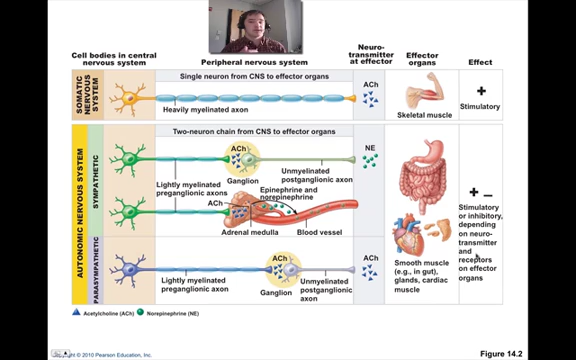 Cell bodies in central
nervous system
Peripheral nervous system
Neuro-
transmitter
at effector
Effector
organs
Effect
SOMATIC
NERVOUS
SYSTEM
Single neuron from CNS to effector organs
Heavily myelinated axon
ACh
Skeletal muscle
+
Stimulatory
AUTONOMIC NERVOUS SYSTEM
SYMPATHETIC
Two-neuron chain from CNS to effector organs
ACh
NE
Ganglion
Unmyelinated
postganglionic axon
Lightly myelinated
preganglionic axons
Epinephrine and
norepinephrine
ACh
Adrenal medulla
Blood vessel
+ −
Stimulatory
or inhibitory,
depending
on neuro-
transmitter
and
receptors
on effector
organs
Smooth muscle
(e.g., in gut),
glands, cardiac
muscle
PARASYMPATHETIC
ACh
ACh
Lightly myelinated
preganglionic axon
Ganglion
Unmyelinated
postganglionic
axon
Acetylcholine (ACh)
Norepinephrine (NE)
Copyright © 2010 Pearson Education, Inc.
Figure 14.2